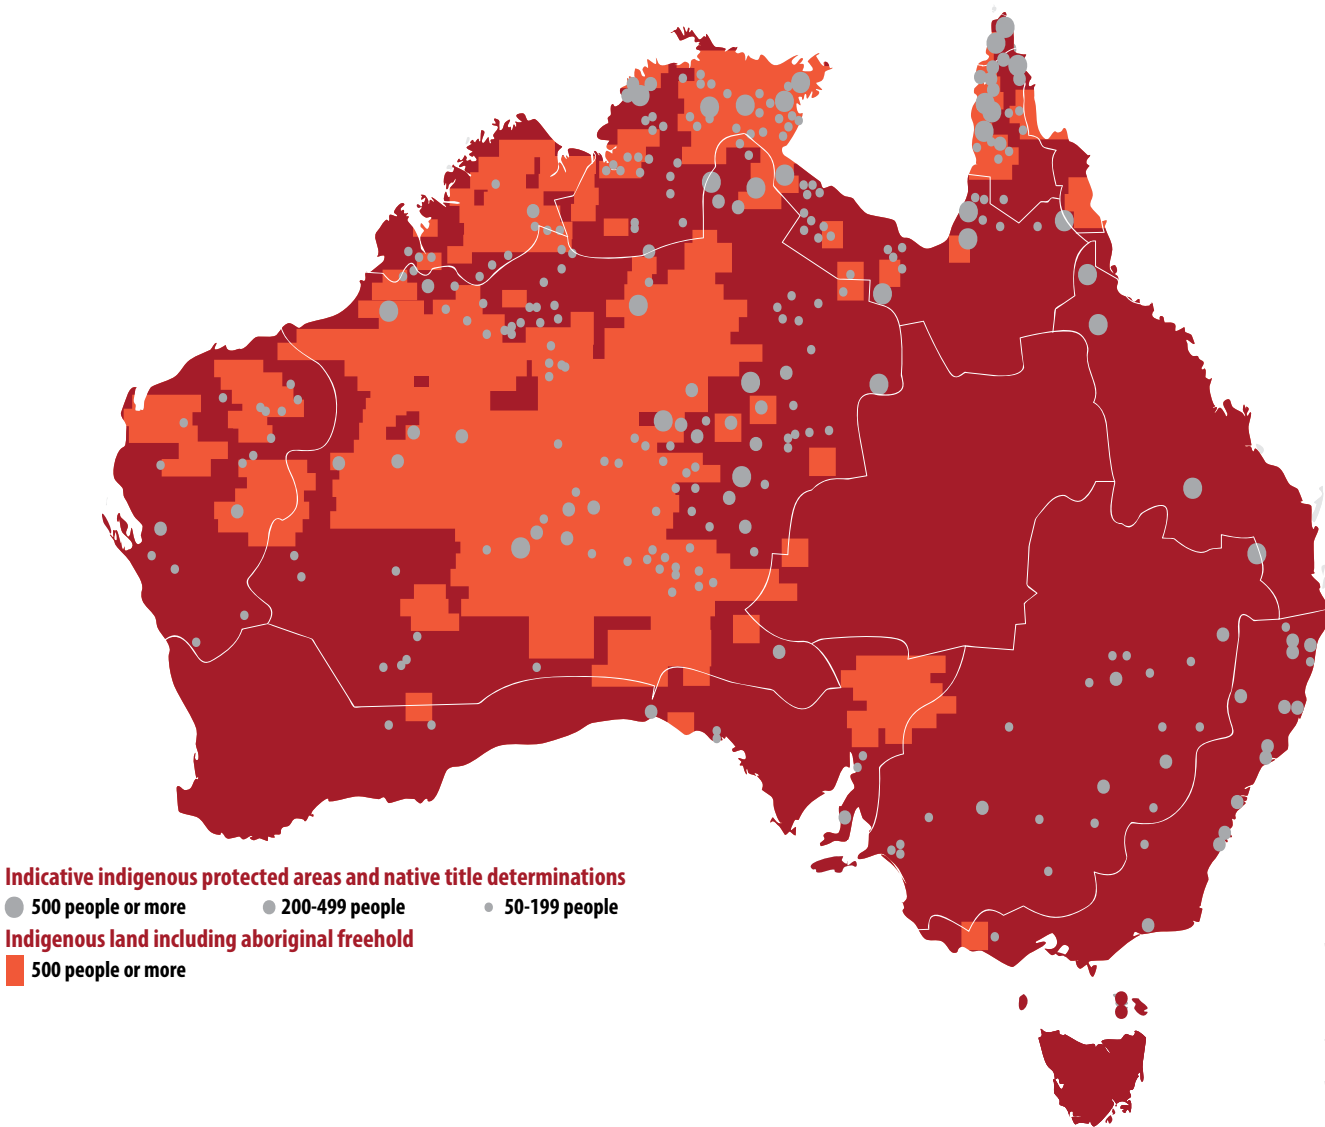 Indicative indigenous protected areas and native title determinations
500 people or more 200-499 people 50-199 people
Indigenous land including aboriginal freehold
500 people or more